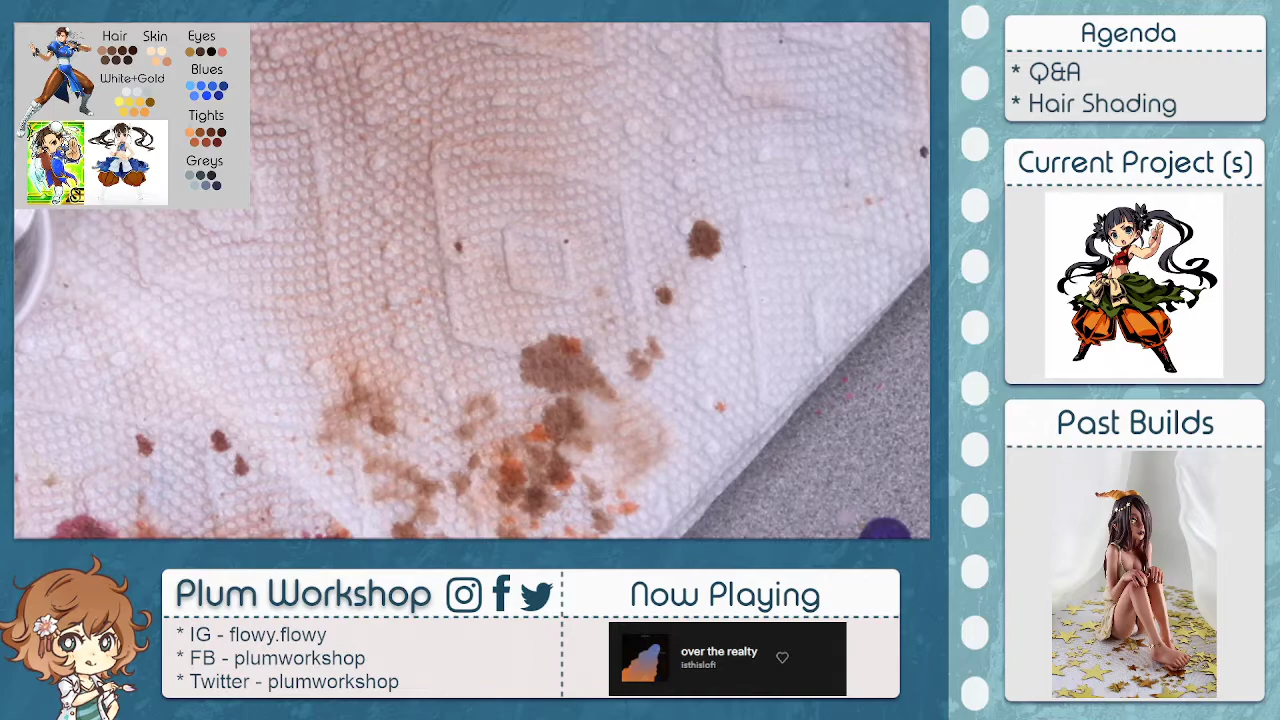 Hair Skin Eyes
White+Gold
Blues
Tights
Greys
Agenda
* Q&A
* Hair Shading
Current Project (s)
Past Builds
Plum Workshop
* IG - flowy.flowy
* FB - plumworkshop
* Twitter - plumworkshop
Now Playing
over the realty
isthislofi